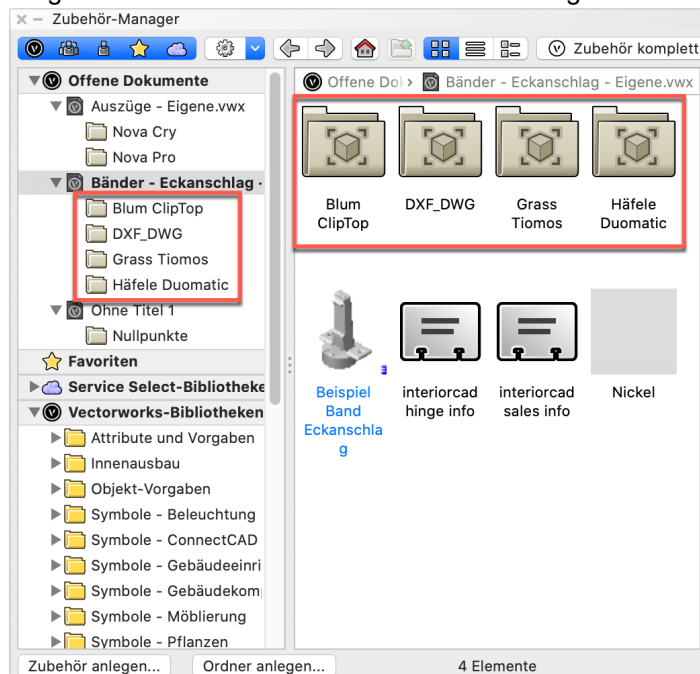 Zubehör-Manager
Zubehör komplett
Offene Dokumente
Auszüge - Eigene.vwx
Nova Cry
Nova Pro
Bänder - Eckanschlag -
Blum ClipTop
DXF_DWG
Grass Tiomos
Häfele Duomatic
Ohne Titel 1
Nullpunkte
Favoriten
Service Select-Bibliotheke
Vectorworks-Bibliotheken
Attribute und Vorgaben
Innenausbau
Objekt-Vorgaben
Symbole - Beleuchtung
Symbole - ConnectCAD
Symbole - Gebäudeeinri
Symbole - Gebäudekom
Symbole - Möblierung
Symbole - Pflanzen
Offene Dok › Bänder - Eckanschlag - Eigene.vwx
Blum
ClipTop
DXF_DWG
Grass
Tiomos
Häfele
Duomatic
Beispiel
Band
Eckanschla
g
interiorcad
hinge info
interiorcad
sales info
Nickel
Zubehör anlegen...
Ordner anlegen...
4 Elemente